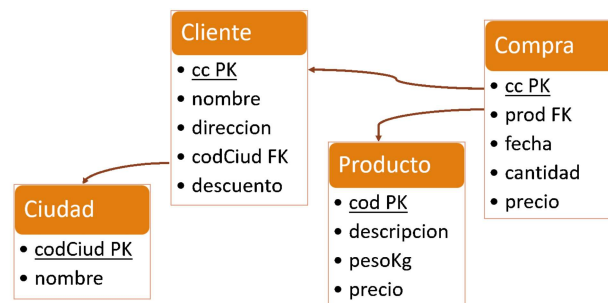 Cliente
• cc PK
• nombre
• direccion
• codCiud FK
• descuento
Compra
• cc PK
• prod FK
• fecha
• cantidad
• precio
Producto
• cod PK
• descripcion
• pesoKg
• precio
Ciudad
• codCiud PK
• nombre